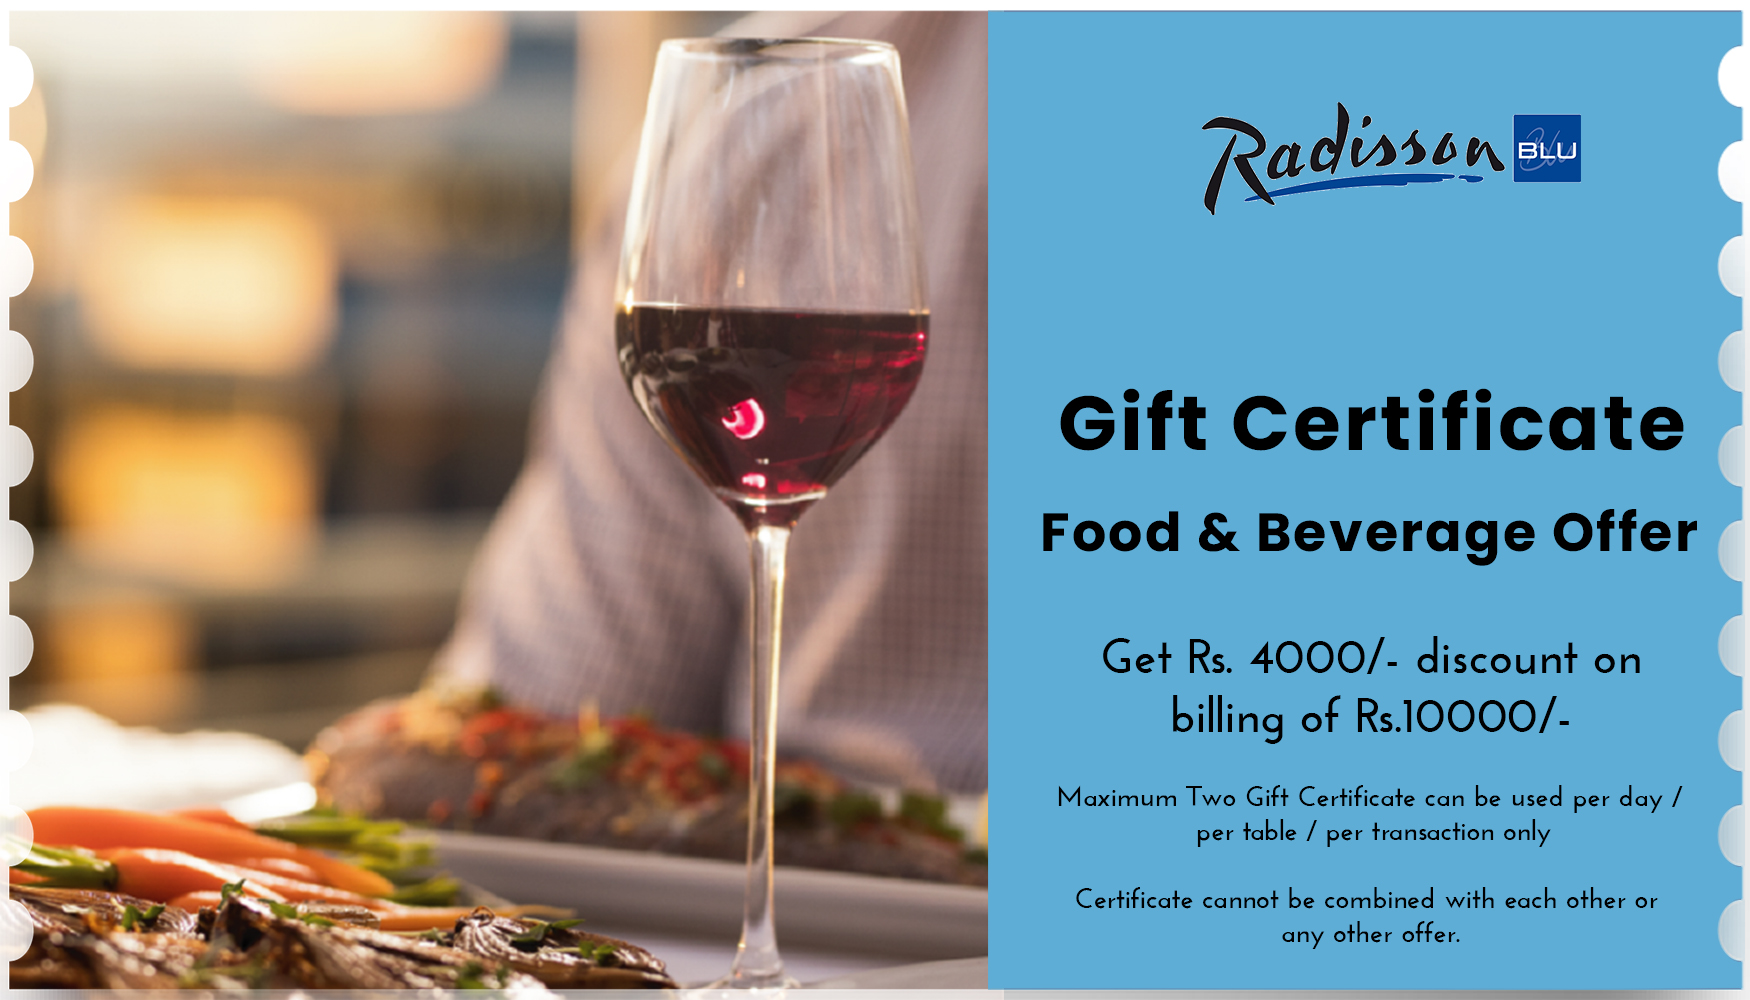 Radisson BLU
Gift Certificate
Food & Beverage Offer
Get Rs. 4000/- discount on
billing of Rs.10000/-
Maximum Two Gift Certificate can be used per day /
per table / per transaction only
Certificate cannot be combined with each other or
any other offer.